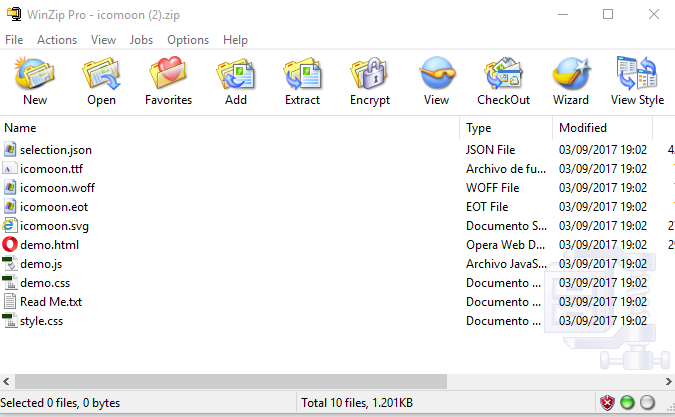 WinZip Pro - icomoon (2).zip
File Actions View Jobs Options Help
New Open Favorites Add Extract Encrypt View CheckOut Wizard View Style
Name Type Modified
selection.json JSON File 03/09/2017 19:02
icomoon.ttf Archivo de fu... 03/09/2017 19:02
icomoon.woff WOFF File 03/09/2017 19:02
icomoon.eot EOT File 03/09/2017 19:02
icomoon.svg Documento S... 03/09/2017 19:02
demo.html Opera Web D... 03/09/2017 19:02
demo.js Archivo JavaS... 03/09/2017 19:02
demo.css Documento ... 03/09/2017 19:02
Read Me.txt Documento ... 03/09/2017 19:02
style.css Documento ... 03/09/2017 19:02
Selected 0 files, 0 bytes Total 10 files, 1.201KB